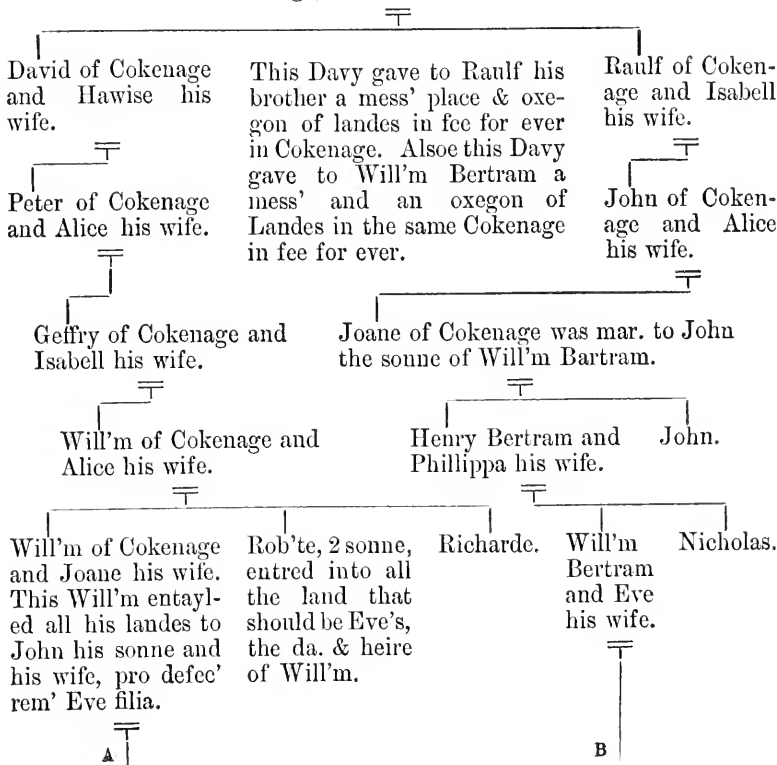 David of Cokenage
and Hawise his
wife.
This Davy gave to Raulf his
brother a mess' place & oxe-
gon of landes in fee for ever
in Cokenage. Alsoe this Davy
gave to Will'm Bertram a
mess' and an oxegon of
Landes in the same Cokenage
in fee for ever.
Raulf of Coken-
age and Isabell
his wife.
Peter of Cokenage
and Alice his wife.
John of Coken-
age and Alice
his wife.
Geffry of Cokenage and
Isabell his wife.
Joane of Cokenage was mar. to John
the sonne of Will'm Bartram.
Will'm of Cokenage and
Alice his wife.
Henry Bertram and
Phillippa his wife.
John.
Will'm of Cokenage
and Joane his wife.
This Will'm entayl-
ed all his landes to
John his sonne and
his wife, pro defec'
rem' Eve filia.
Rob'te, 2 sonne,
entred into all
the land that
should be Eve's,
the da. & heire
of Will'm.
Richarde.
Will'm
Bertram
and Eve
his wife.
Nicholas.
A
B